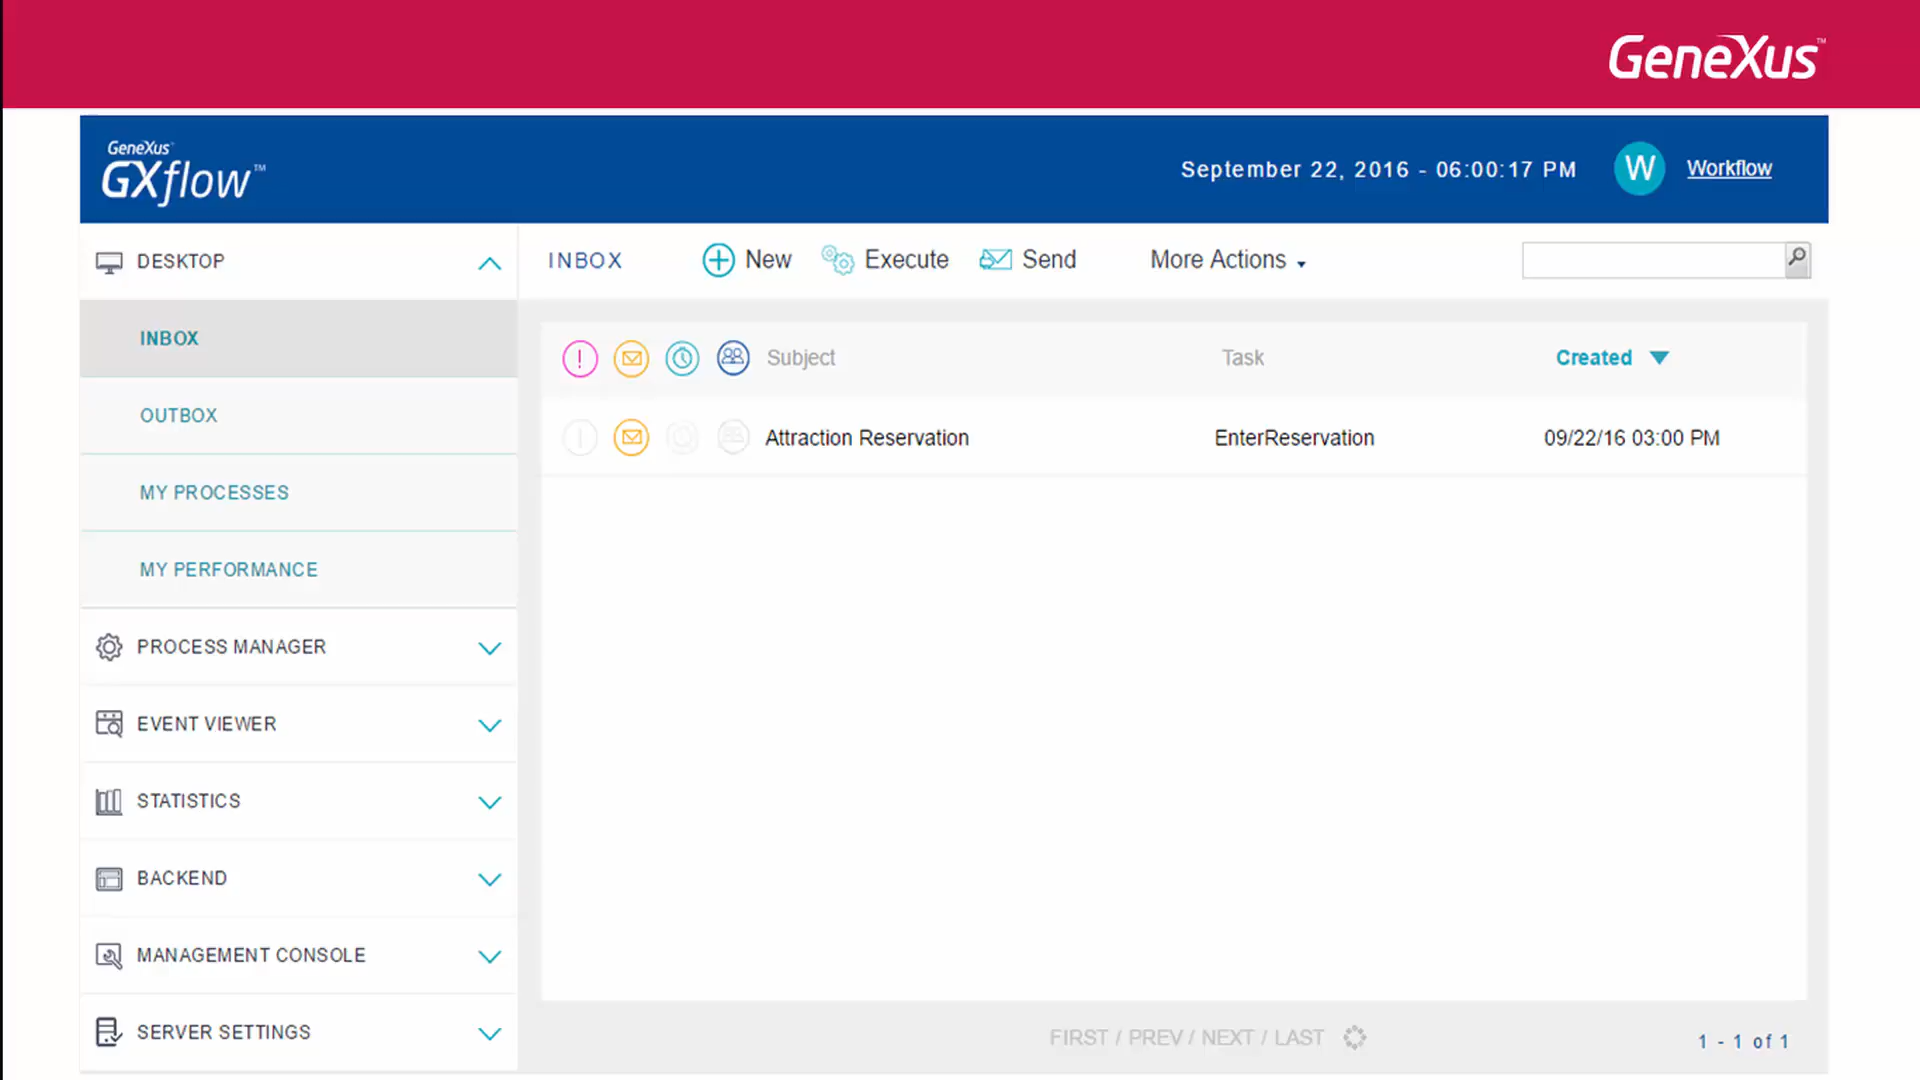 GeneXus™
GeneXus™
GXflow™
September 22, 2016 - 06:00:17 PM
W
Workflow
DESKTOP
INBOX
New
Execute
Send
More Actions
INBOX
OUTBOX
MY PROCESSES
MY PERFORMANCE
PROCESS MANAGER
EVENT VIEWER
STATISTICS
BACKEND
MANAGEMENT CONSOLE
SERVER SETTINGS
Subject
Task
Created
Attraction Reservation
EnterReservation
09/22/16 03:00 PM
FIRST / PREV / NEXT / LAST
1 - 1 of 1